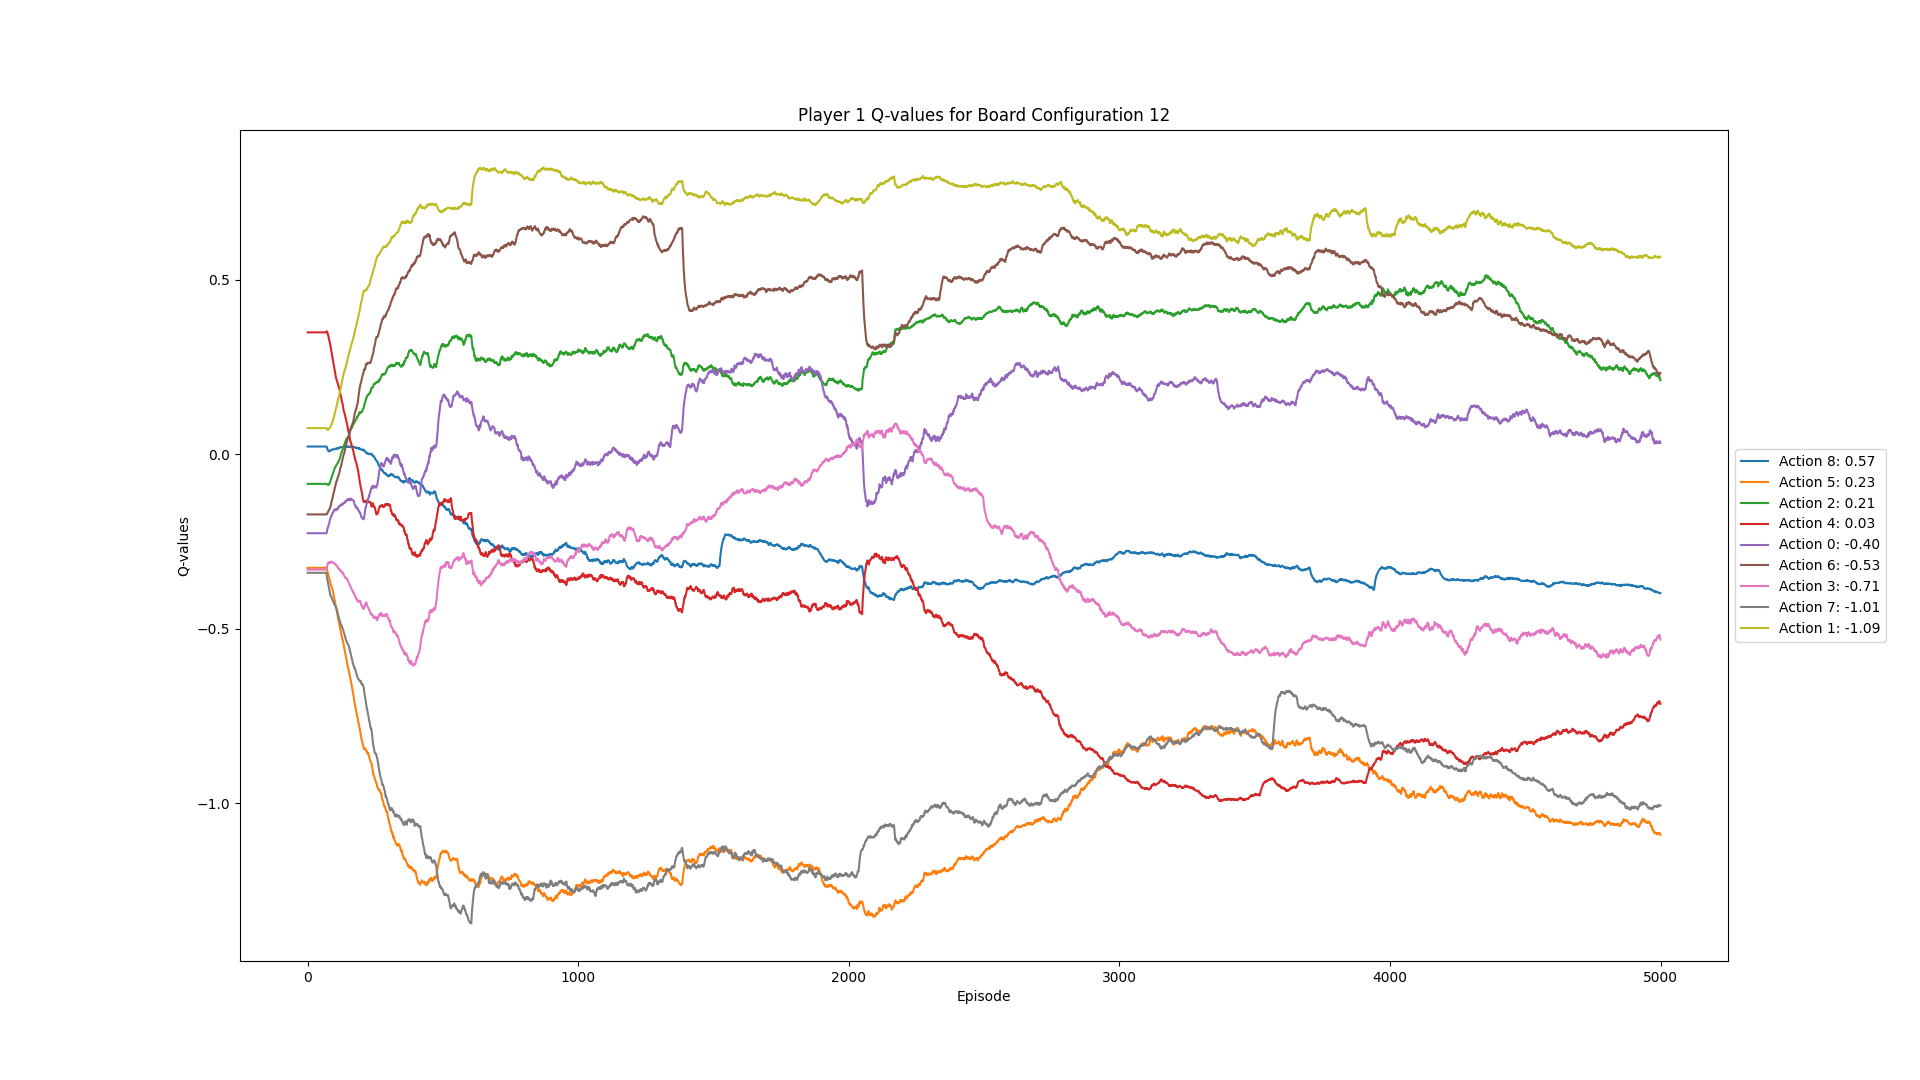 Player 1 Q-values for Board Configuration 12
Q-values
0.5
0.0
−0.5
−1.0
0
1000
2000
3000
4000
5000
Episode
Action 8: 0.57
Action 5: 0.23
Action 2: 0.21
Action 4: 0.03
Action 0: -0.40
Action 6: -0.53
Action 3: -0.71
Action 7: -1.01
Action 1: -1.09